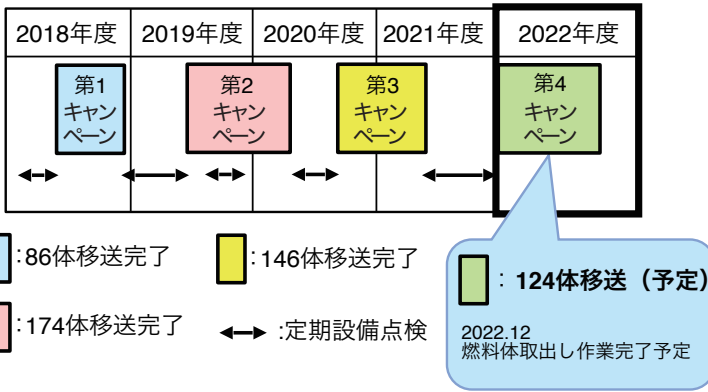 2018年度 2019年度 2020年度 2021年度 2022年度
第1
キャン
ペーン
第2
キャン
ペーン
第3
キャン
ペーン
第4
キャン
ペーン
:86体移送完了
:146体移送完了
:174体移送完了
:定期設備点検
: 124体移送（予定）
2022.12
燃料体取出し作業完了予定